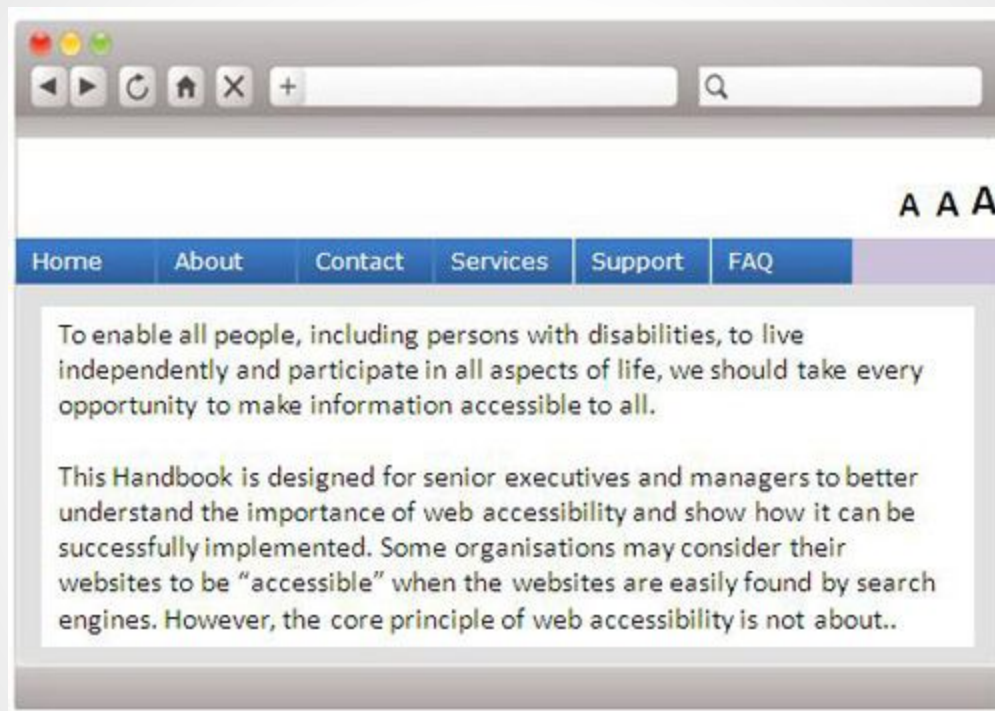 A A A
Home About Contact Services Support FAQ
To enable all people, including persons with disabilities, to live
independently and participate in all aspects of life, we should take every
opportunity to make information accessible to all.
This Handbook is designed for senior executives and managers to better
understand the importance of web accessibility and show how it can be
successfully implemented. Some organisations may consider their
websites to be “accessible” when the websites are easily found by search
engines. However, the core principle of web accessibility is not about..